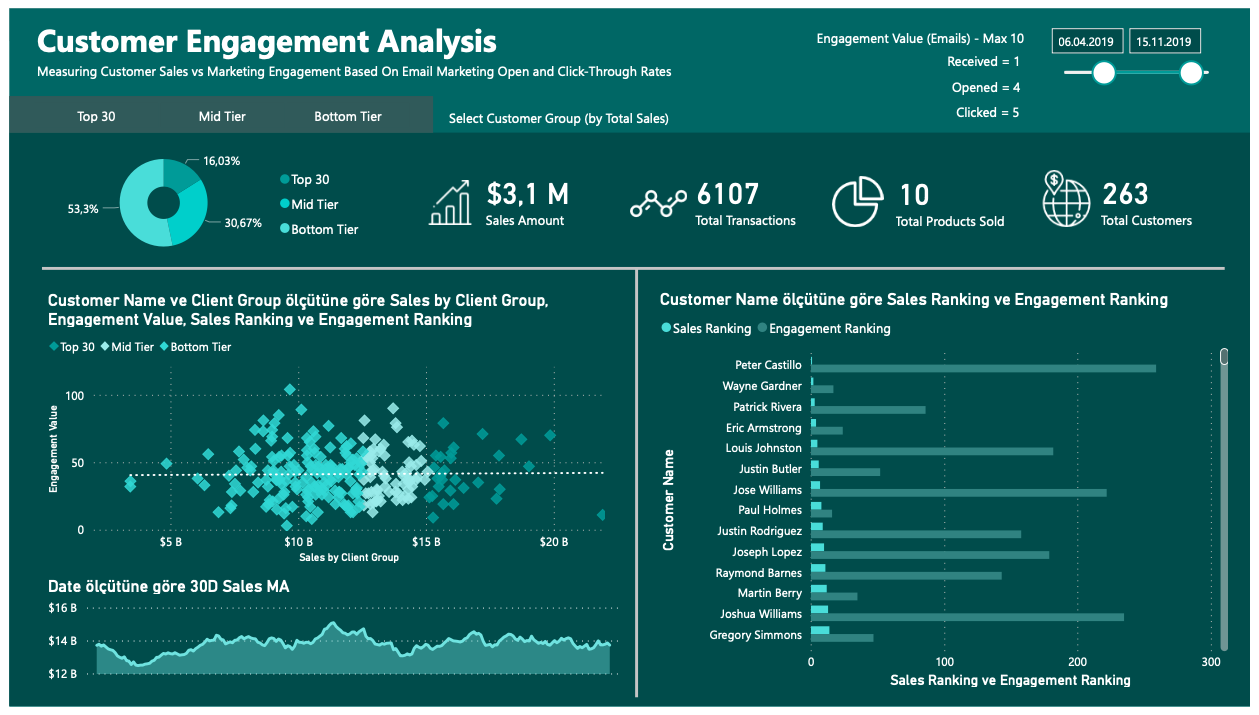 Customer Engagement Analysis
Measuring Customer Sales vs Marketing Engagement Based On Email Marketing Open and Click-Through Rates
Engagement Value (Emails) - Max 10
Received = 1
Opened = 4
Clicked = 5
06.04.2019
15.11.2019
Top 30
Mid Tier
Bottom Tier
Select Customer Group (by Total Sales)
16,03%
53,3%
30,67%
Top 30
Mid Tier
Bottom Tier
$3,1 M
Sales Amount
6107
Total Transactions
10
Total Products Sold
263
Total Customers
Customer Name ve Client Group ölçütüne göre Sales by Client Group,
Engagement Value, Sales Ranking ve Engagement Ranking
Top 30
Mid Tier
Bottom Tier
Engagement Value
100
50
0
$5 B
$10 B
$15 B
$20 B
Sales by Client Group
Date ölçütüne göre 30D Sales MA
$16 B
$14 B
$12 B
Customer Name ölçütüne göre Sales Ranking ve Engagement Ranking
Sales Ranking
Engagement Ranking
Customer Name
Peter Castillo
Wayne Gardner
Patrick Rivera
Eric Armstrong
Louis Johnston
Justin Butler
Jose Williams
Paul Holmes
Justin Rodriguez
Joseph Lopez
Raymond Barnes
Martin Berry
Joshua Williams
Gregory Simmons
0
100
200
300
Sales Ranking ve Engagement Ranking